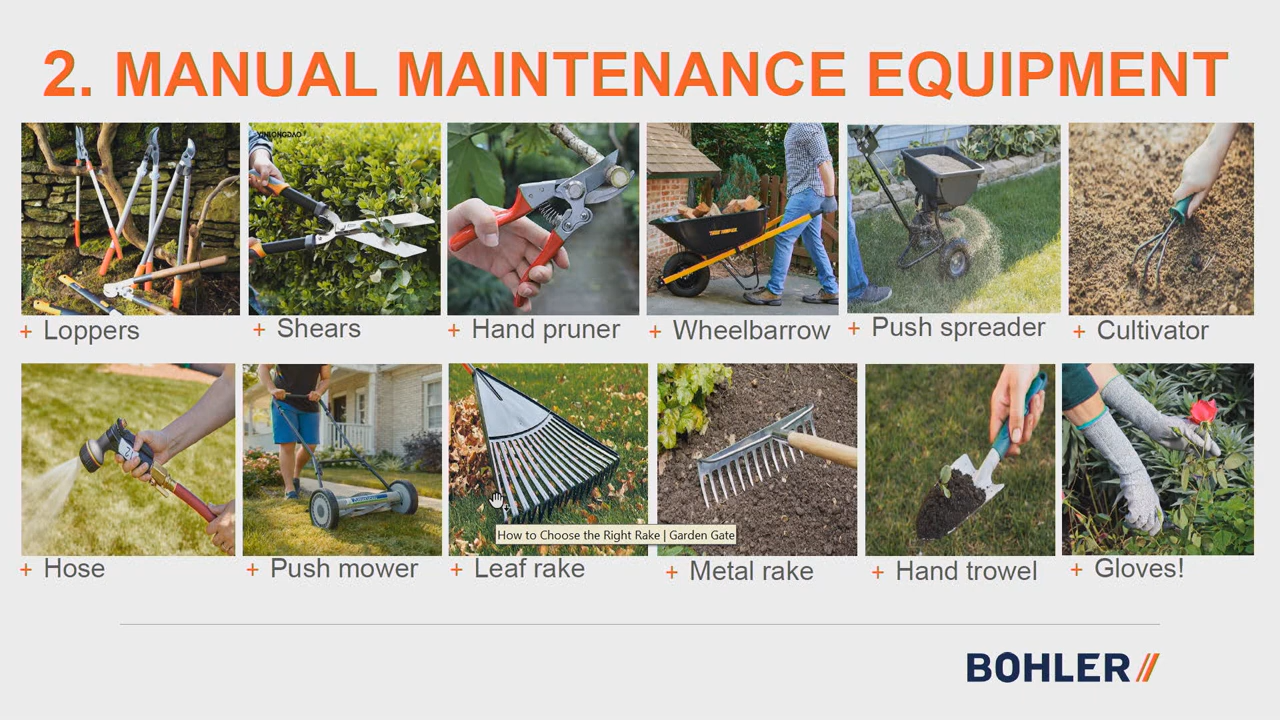 2. MANUAL MAINTENANCE EQUIPMENT
YINLONGDAO
+ Loppers
+ Shears
+ Hand pruner
+ Wheelbarrow
+ Push spreader
+ Cultivator
How to Choose the Right Rake | Garden Gate
+ Hose
+ Push mower
+ Leaf rake
+ Metal rake
+ Hand trowel
+ Gloves!
BOHLER//